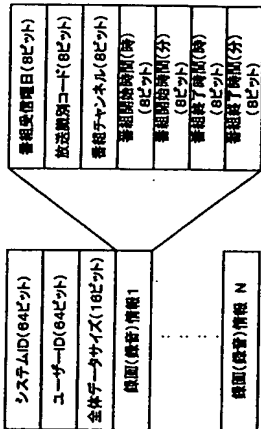 システムID(64ビット)
ユーザーID(64ビット)
全体データサイズ(16ビット)
録画(録音)情報1
録画(録音)情報 N
番組受信曜日(8ビット)
放送識別コード(8ビット)
番組チャンネル(8ビット)
番組開始時間(時)
(8ビット)
番組開始時間(分)
(8ビット)
番組終了時間(時)
(8ビット)
番組終了時間(分)
(8ビット)